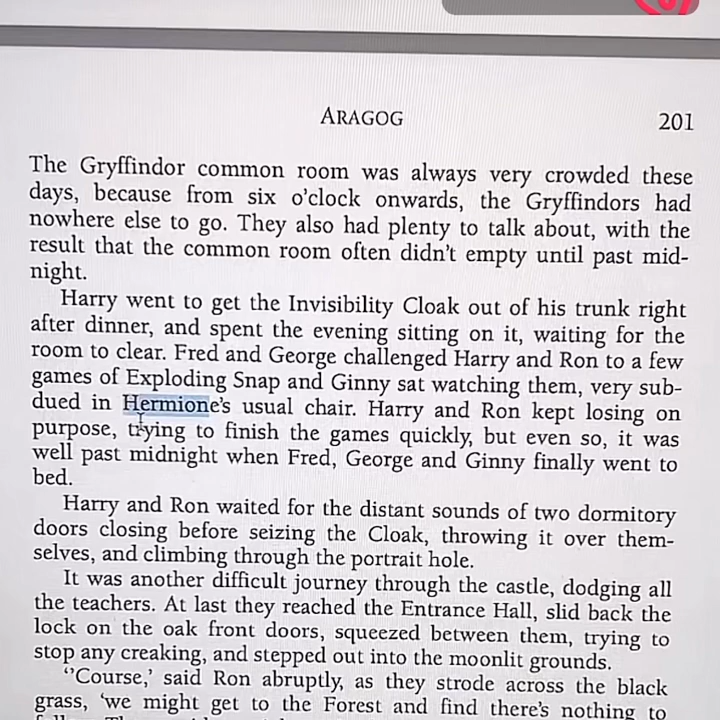 ARAGOG 201
The Gryffindor common room was always very crowded these
days, because from six o'clock onwards, the Gryffindors had
nowhere else to go. They also had plenty to talk about, with the
result that the common room often didn't empty until past mid-
night.
Harry went to get the Invisibility Cloak out of his trunk right
after dinner, and spent the evening sitting on it, waiting for the
room to clear. Fred and George challenged Harry and Ron to a few
games of Exploding Snap and Ginny sat watching them, very sub-
dued in Hermione's usual chair. Harry and Ron kept losing on
purpose, trying to finish the games quickly, but even so, it was
well past midnight when Fred, George and Ginny finally went to
bed.
Harry and Ron waited for the distant sounds of two dormitory
doors closing before seizing the Cloak, throwing it over them-
selves, and climbing through the portrait hole.
It was another difficult journey through the castle, dodging all
the teachers. At last they reached the Entrance Hall, slid back the
lock on the oak front doors, squeezed between them, trying to
stop any creaking, and stepped out into the moonlit grounds.
'’Course,' said Ron abruptly, as they strode across the black
grass, 'we might get to the Forest and find there's nothing to